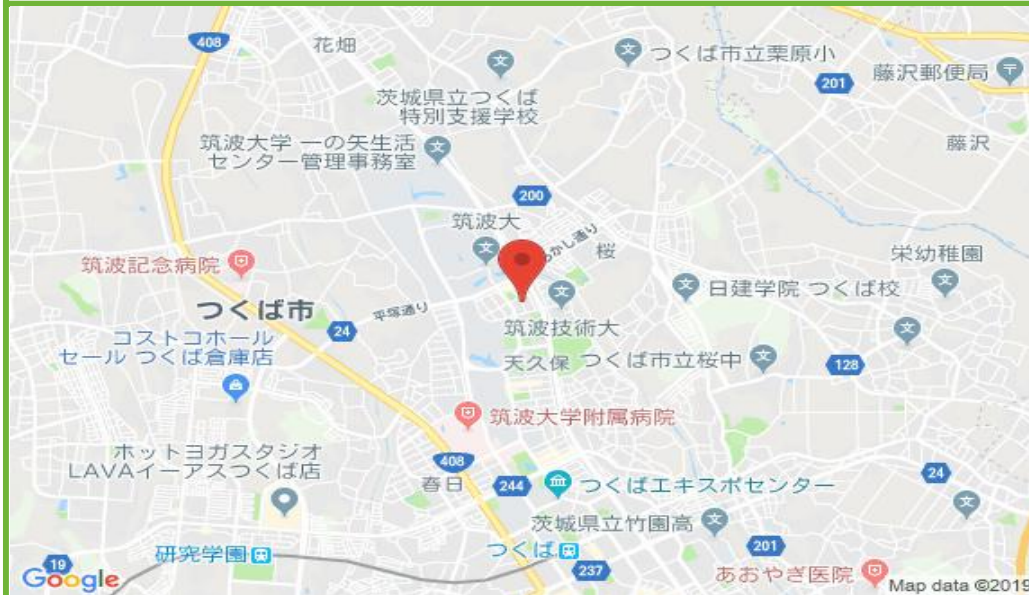 408
花畑
つくば市立栗原小
201
藤沢郵便局
茨城県立つくば
特別支援学校
筑波大学 一の矢生活
センター管理事務室
藤沢
200
筑波大
桜
栄幼稚園
筑波記念病院
日建学院 つくば校
つくば市
平塚通り
24
筑波技術大
コストコホール
セール つくば倉庫店
天久保
つくば市立桜中
128
筑波大学附属病院
ホットヨガスタジオ
LAVAイーアスつくば店
408
春日
244
つくばエキスポセンター
24
茨城県立竹園高
研究学園
つくば
201
19
237
あおやぎ医院
Google
Map data ©2019